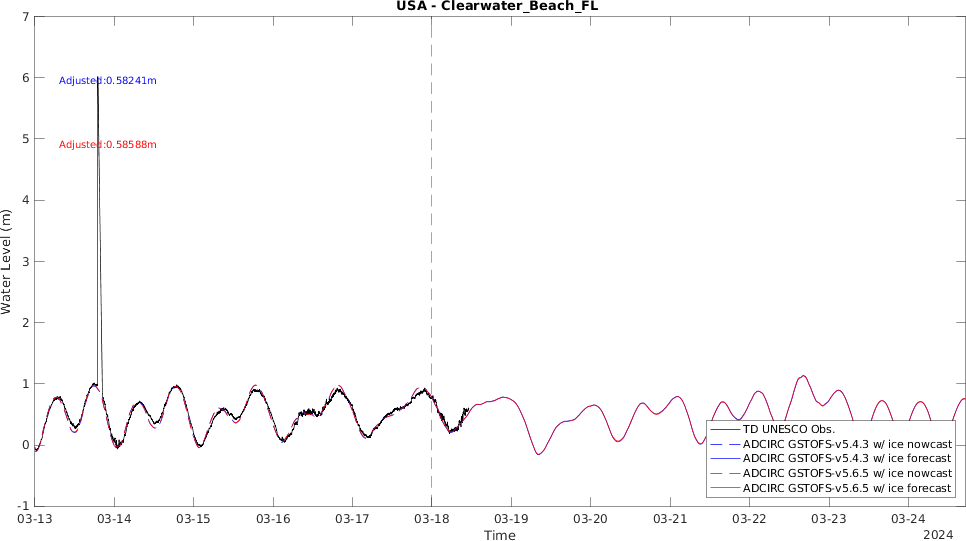 USA - Clearwater_Beach_FL
7
6
5
4
3
2
1
0
-1
Water Level (m)
Adjusted:0.58241m
Adjusted:0.58588m
TD UNESCO Obs.
ADCIRC GSTOFS-v5.4.3 w/ ice nowcast
ADCIRC GSTOFS-v5.4.3 w/ ice forecast
ADCIRC GSTOFS-v5.6.5 w/ ice nowcast
ADCIRC GSTOFS-v5.6.5 w/ ice forecast
03-13 03-14 03-15 03-16 03-17 03-18 03-19 03-20 03-21 03-22 03-23 03-24
Time
2024